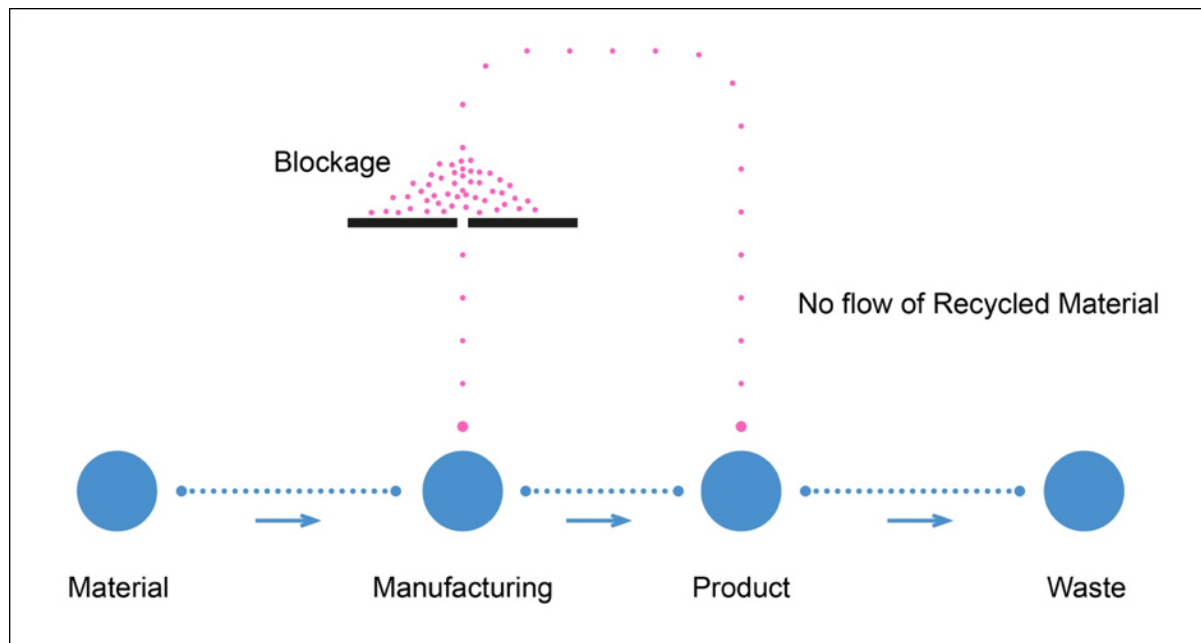 Blockage
No flow of Recycled Material
Material
Manufacturing
Product
Waste